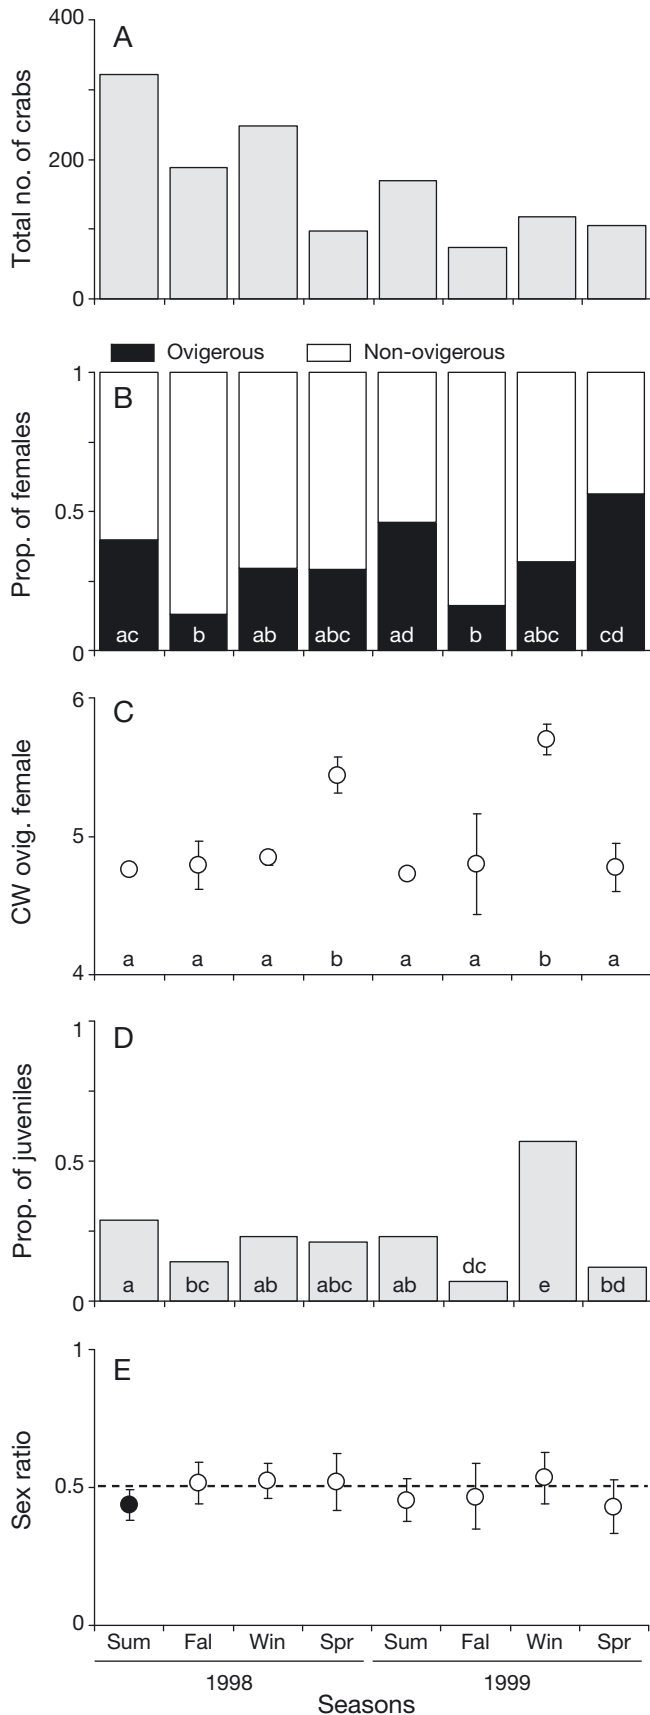 400
A
Total no. of crabs
200
0
Ovigerous Non-ovigerous
1
B
Prop. of females
0.5
ac b ab abc ad b abc cd
0
6
C
CW ovig. female
5
a a a b a a b a
4
1
D
Prop. of juveniles
0.5
dc
a bc ab abc ab e bd
0
1
E
Sex ratio
0.5
0
Sum Fal Win Spr Sum Fal Win Spr
1998 1999
Seasons